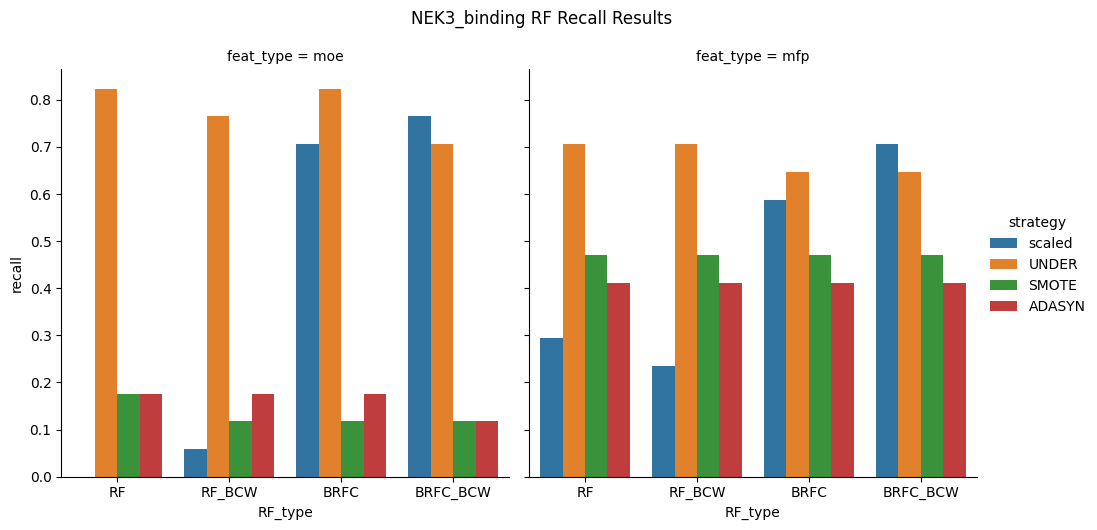 NEK3_binding RF Recall Results
feat_type = moe
feat_type = mfp
recall
0.8
0.7
0.6
0.5
0.4
0.3
0.2
0.1
0.0
RF
RF_BCW
BRFC
BRFC_BCW
RF_type
RF
RF_BCW
BRFC
BRFC_BCW
RF_type
strategy
scaled
UNDER
SMOTE
ADASYN